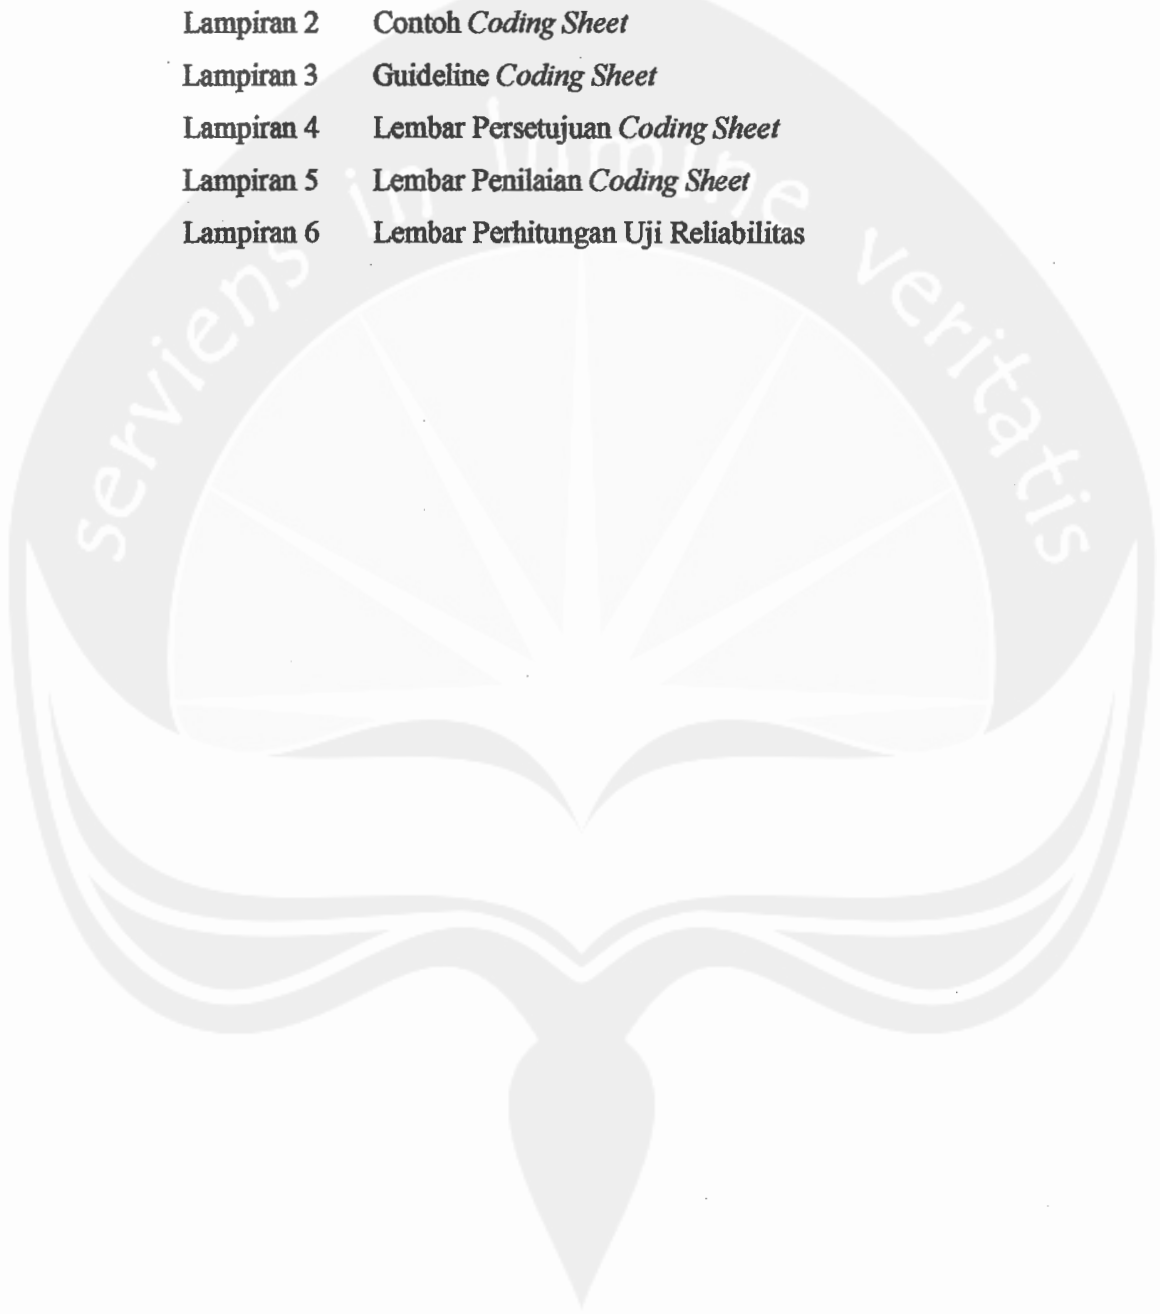 Lampiran 2 Contoh Coding Sheet
Lampiran 3 Guideline Coding Sheet
Lampiran 4 Lembar Persetujuan Coding Sheet
Lampiran 5 Lembar Penilaian Coding Sheet
Lampiran 6 Lembar Perhitungan Uji Reliabilitas
serviens in lumine veritatis